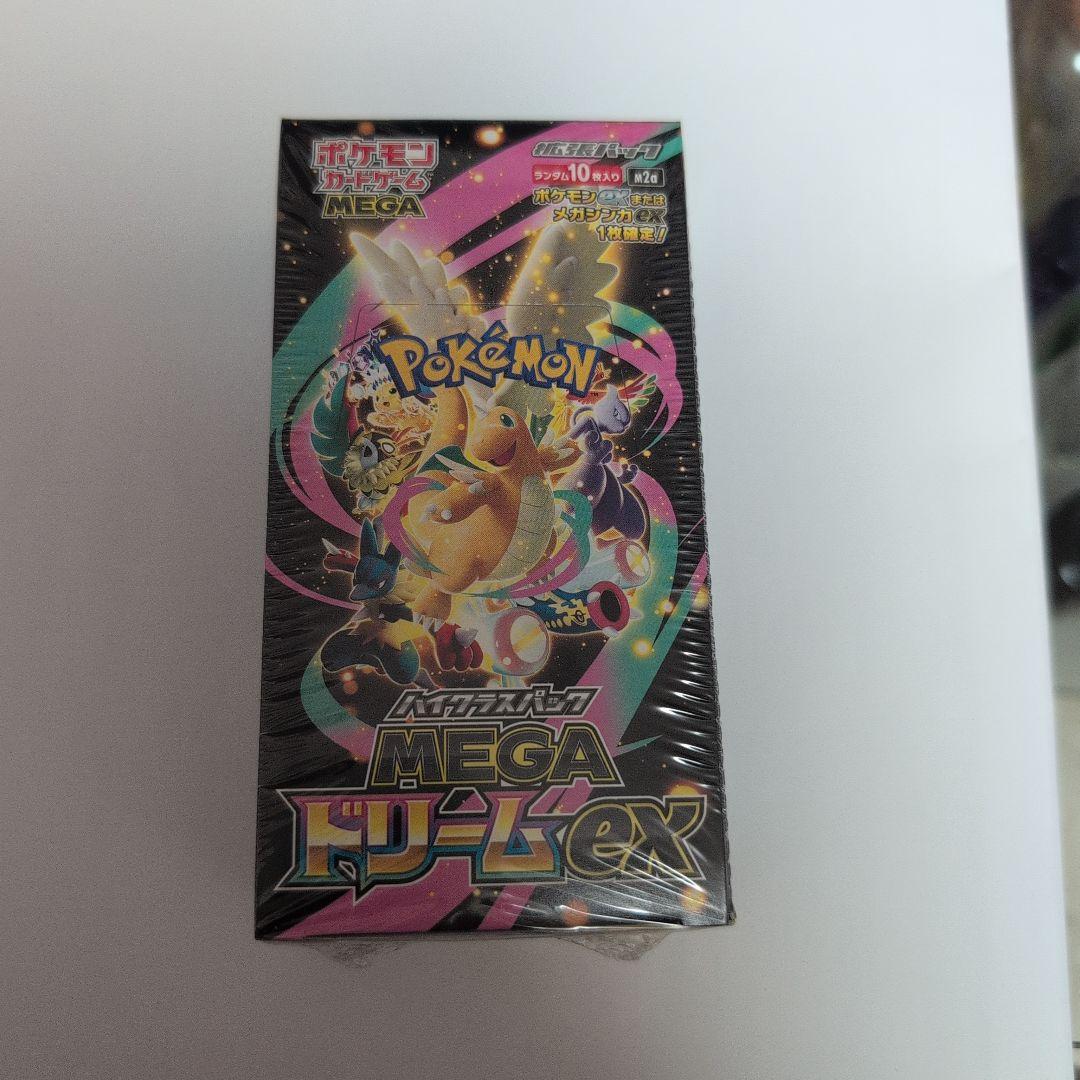 ポケモン
カードゲーム
MEGA
拡張パック
ランダム10枚入り M2a
ポケモンexまたは
メガシンカex
1枚確定!
POKÉMON
TM
ハイクラスパック
MEGA
ドリームex